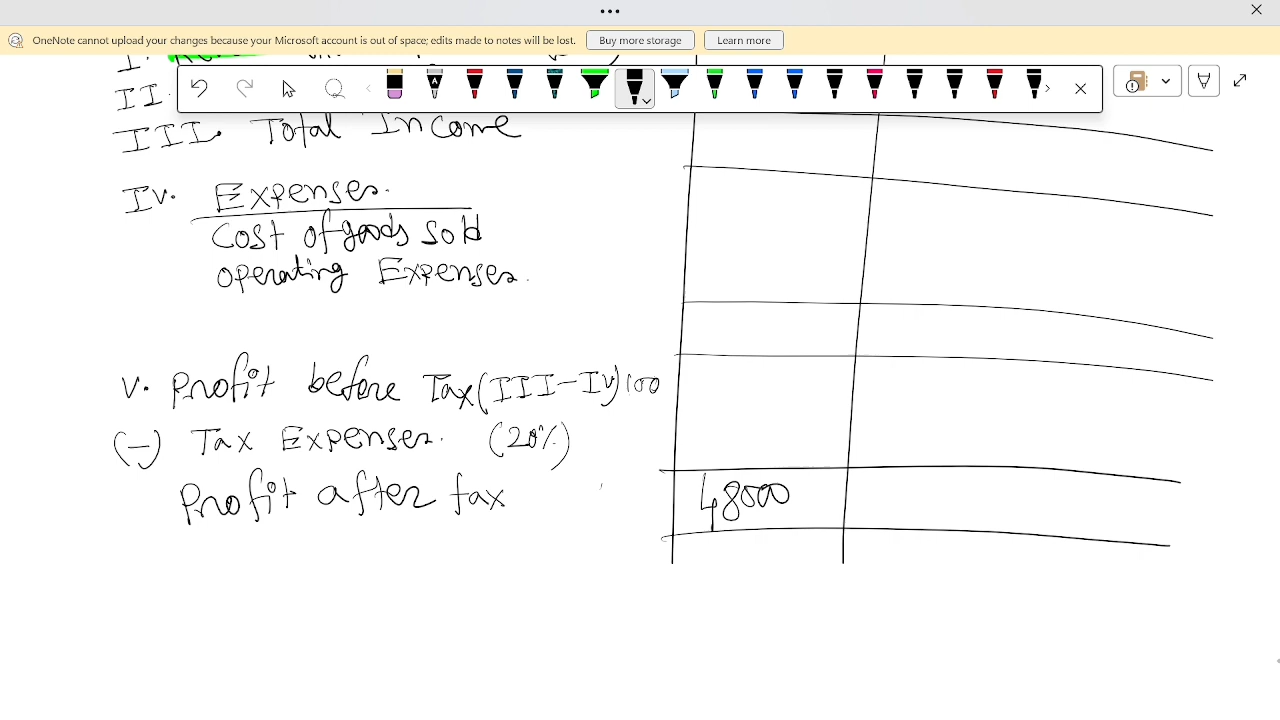 OneNote cannot upload your changes because your Microsoft account is out of space; edits made to notes will be lost. Buy more storage Learn more
I.
II.
III. Total Income
IV. Expenses.
Cost of goods sold
operating Expenses.
V. Profit before Tax (III-IV) 100
(-) Tax Expenses. (20%)
Profit after tax 48000